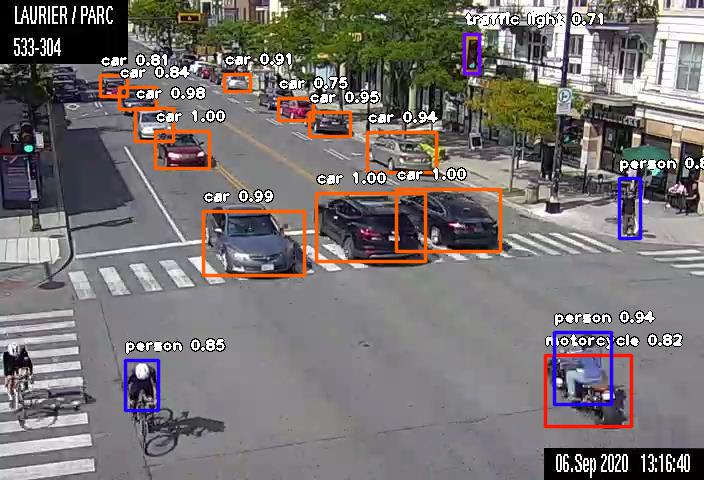 LAURIER / PARC
533-304
traffic light 0.71
car 0.81
car 0.84
car 0.91
car 0.98
car 0.75
car 0.95
car 1.00
car 0.94
person 0.8
car 0.99
car 1.00
car 1.00
person 0.85
person 0.94
motorcycle 0.82
P
06.Sep 2020 13:16:40